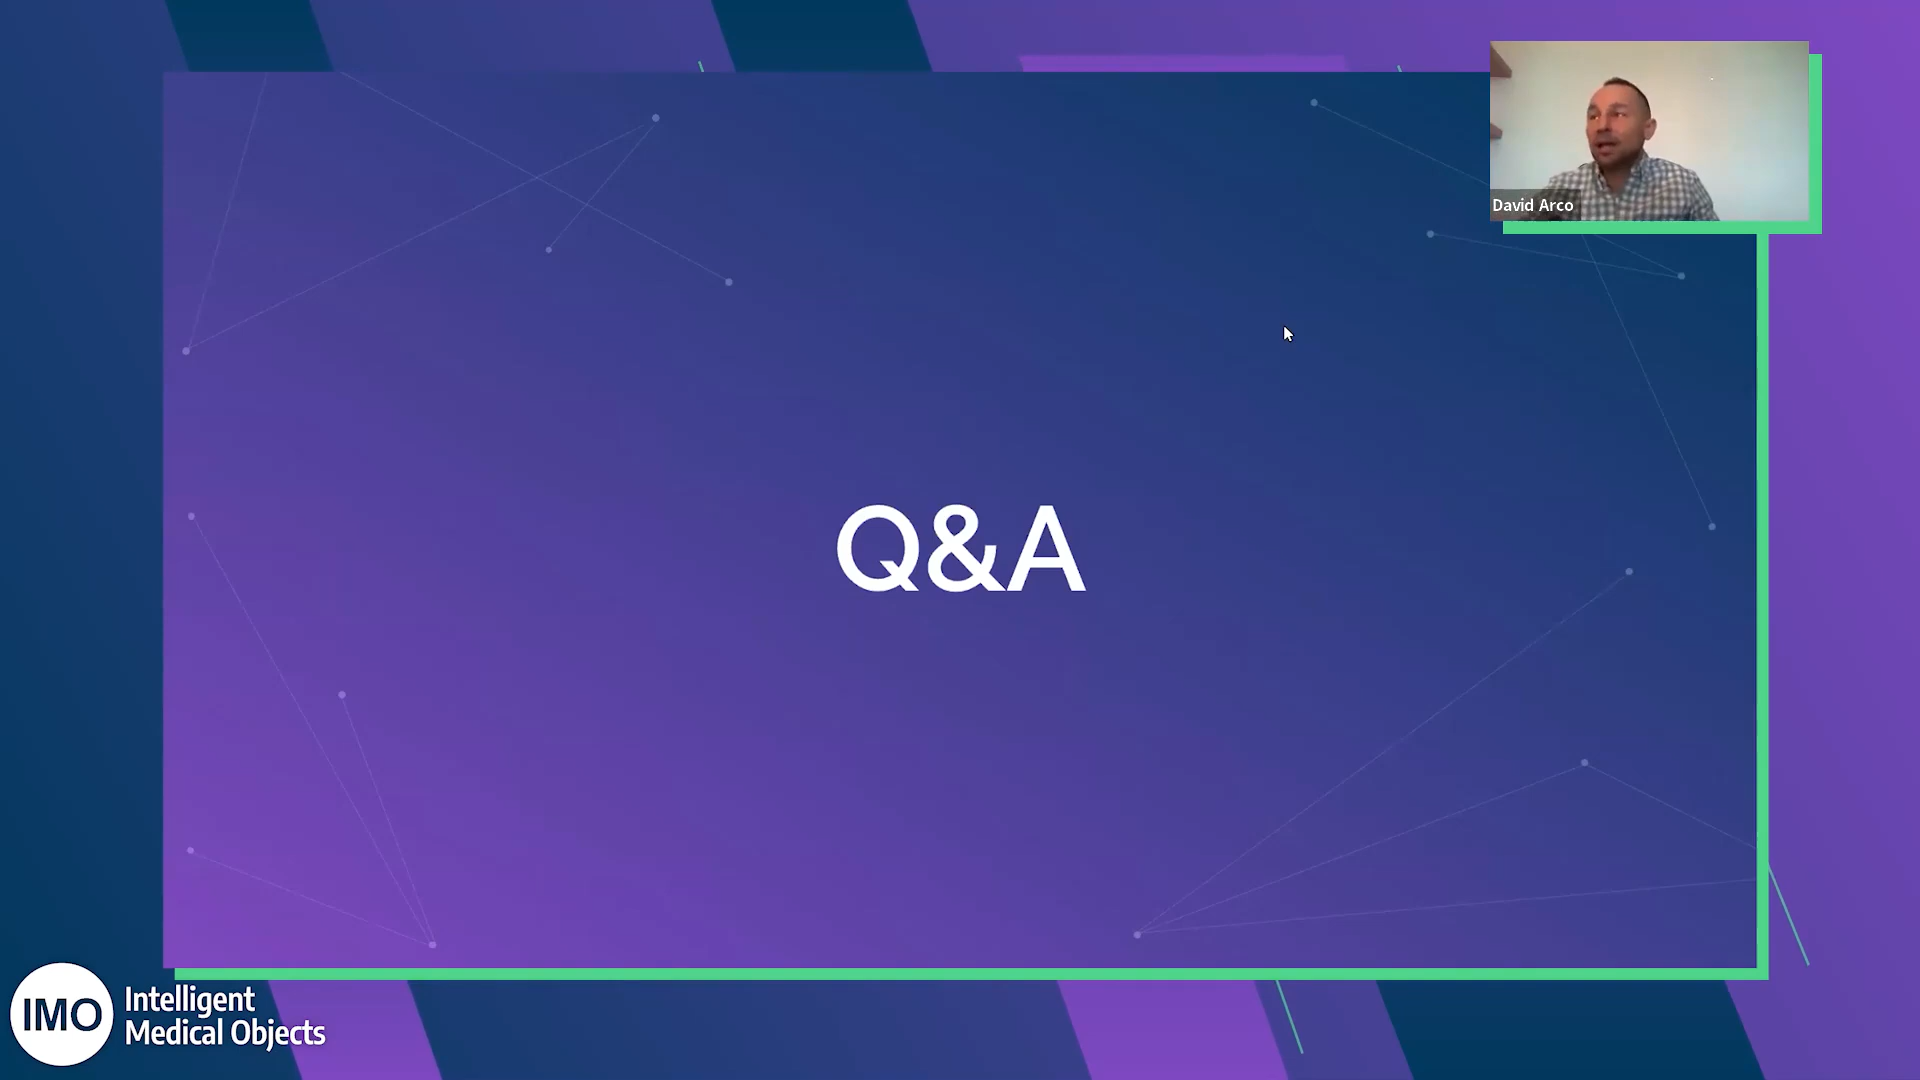 David Arco
Q&A
IMO
Intelligent
Medical Objects